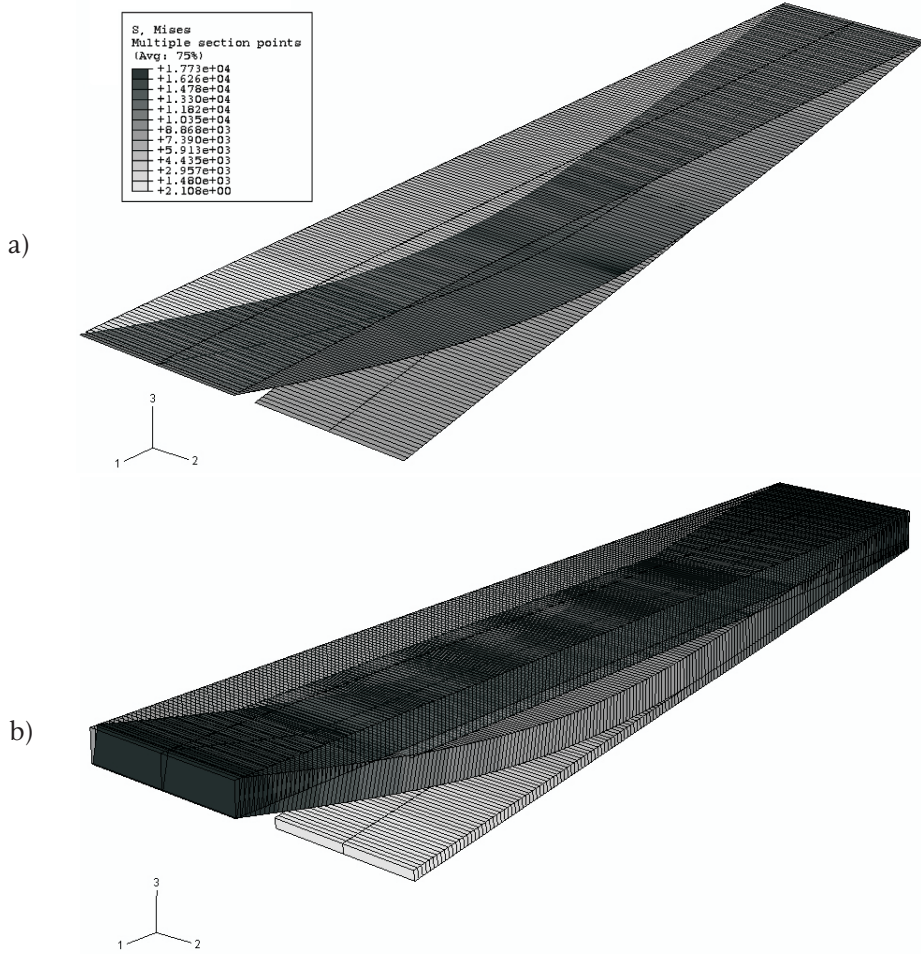 S, Mises
Multiple section points
(Avg: 75%)
+1.773e+04
+1.626e+04
+1.478e+04
+1.330e+04
+1.182e+04
+1.035e+04
+8.868e+03
+7.390e+03
+5.913e+03
+4.435e+03
+2.957e+03
+1.480e+03
+2.108e+00
a)
3
1 2
b)
3
1 2